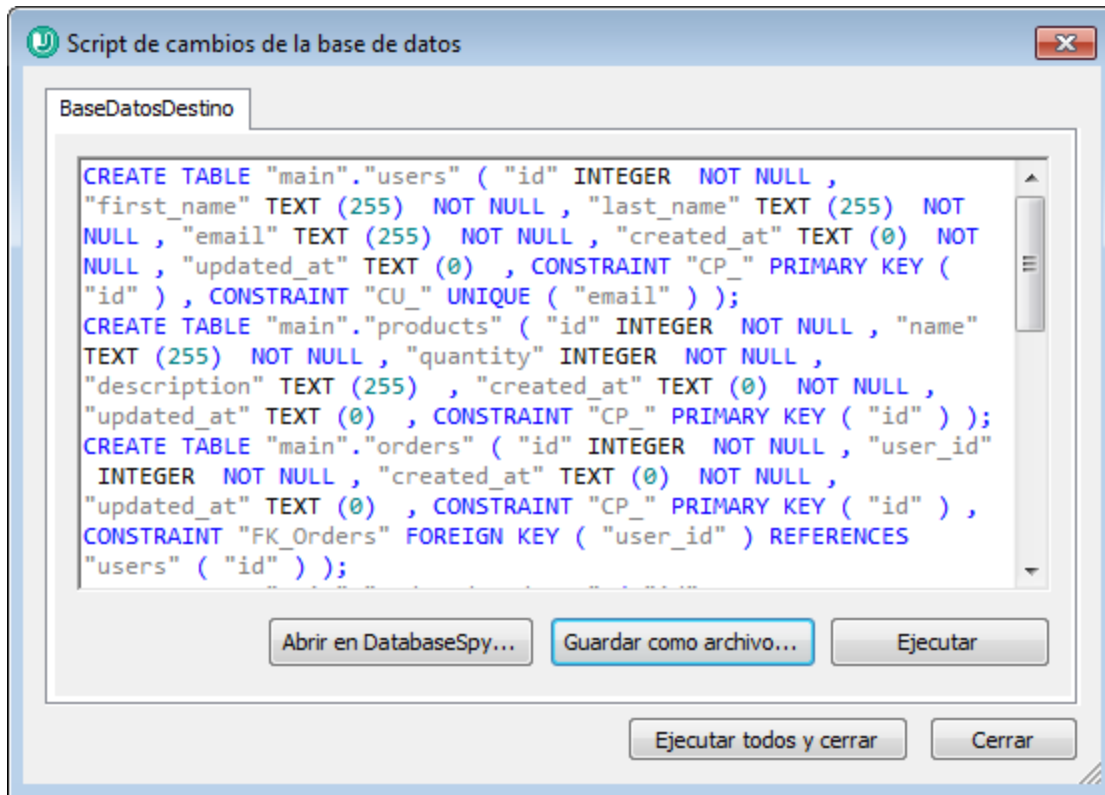 Script de cambios de la base de datos
BaseDatosDestino
CREATE TABLE "main"."users" ( "id" INTEGER  NOT NULL ,
"first_name" TEXT (255)  NOT NULL , "last_name" TEXT (255)  NOT
NULL , "email" TEXT (255)  NOT NULL , "created_at" TEXT (0)  NOT
NULL , "updated_at" TEXT (0)  , CONSTRAINT "CP_" PRIMARY KEY (
"id" ) , CONSTRAINT "CU_" UNIQUE ( "email" ) );
CREATE TABLE "main"."products" ( "id" INTEGER  NOT NULL , "name"
TEXT (255)  NOT NULL , "quantity" INTEGER  NOT NULL ,
"description" TEXT (255)  , "created_at" TEXT (0)  NOT NULL ,
"updated_at" TEXT (0)  , CONSTRAINT "CP_" PRIMARY KEY ( "id" ) );
CREATE TABLE "main"."orders" ( "id" INTEGER  NOT NULL , "user_id"
 INTEGER  NOT NULL , "created_at" TEXT (0)  NOT NULL ,
"updated_at" TEXT (0)  , CONSTRAINT "CP_" PRIMARY KEY ( "id" ) ,
CONSTRAINT "FK_Orders" FOREIGN KEY ( "user_id" ) REFERENCES
"users" ( "id" ) );
Abrir en DatabaseSpy... Guardar como archivo... Ejecutar
Ejecutar todos y cerrar Cerrar